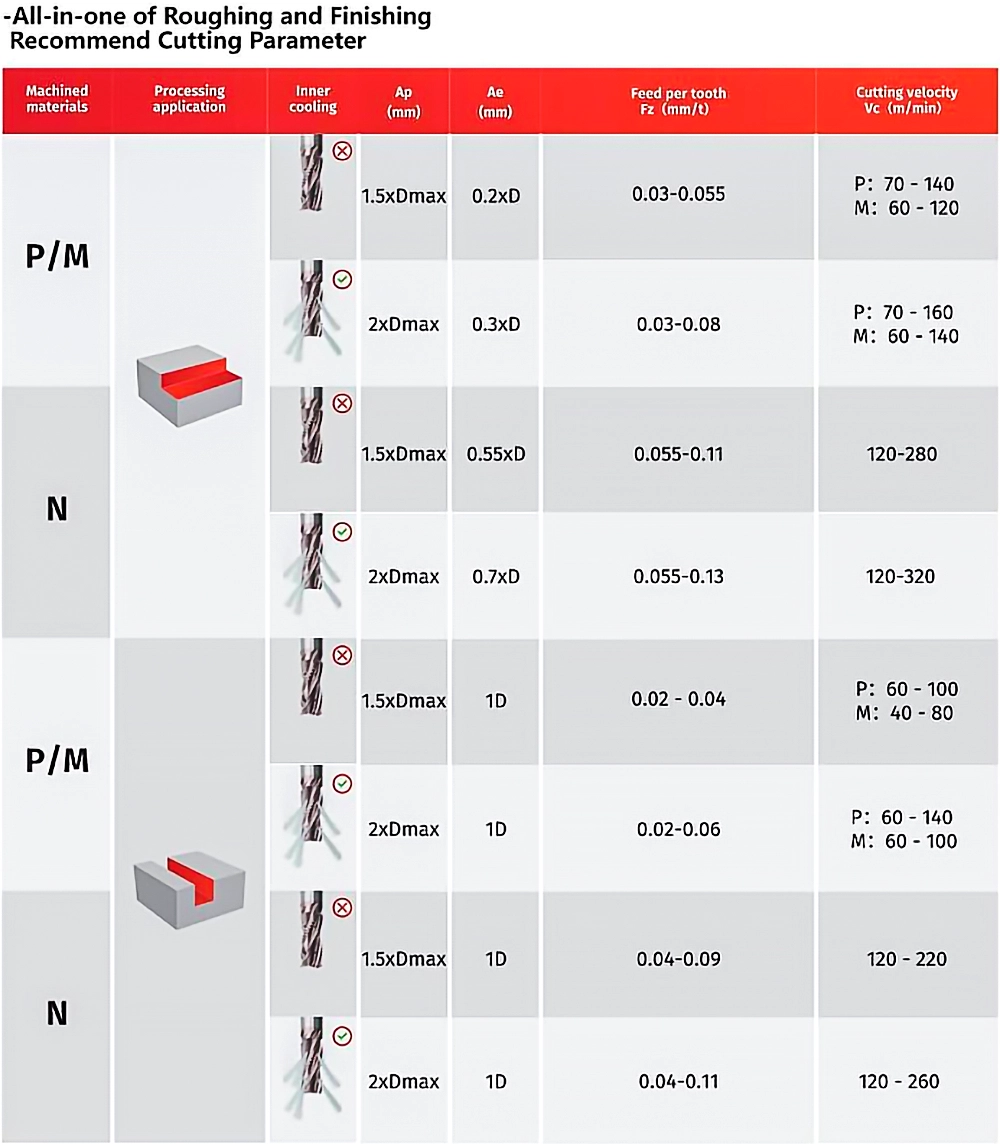 -All-in-one of Roughing and Finishing
Recommend Cutting Parameter
Machined materials Processing application Inner cooling Ap (mm) Ae (mm) Feed per tooth Fz (mm/t) Cutting velocity Vc (m/min)
P/M
1.5xDmax 0.2xD 0.03-0.055 P: 70 - 140
M: 60 - 120
2xDmax 0.3xD 0.03-0.08 P: 70 - 160
M: 60 - 140
N
1.5xDmax 0.55xD 0.055-0.11 120-280
2xDmax 0.7xD 0.055-0.13 120-320
P/M
1.5xDmax 1D 0.02 - 0.04 P: 60 - 100
M: 40 - 80
2xDmax 1D 0.02-0.06 P: 60 - 140
M: 60 - 100
N
1.5xDmax 1D 0.04-0.09 120 - 220
2xDmax 1D 0.04-0.11 120 - 260